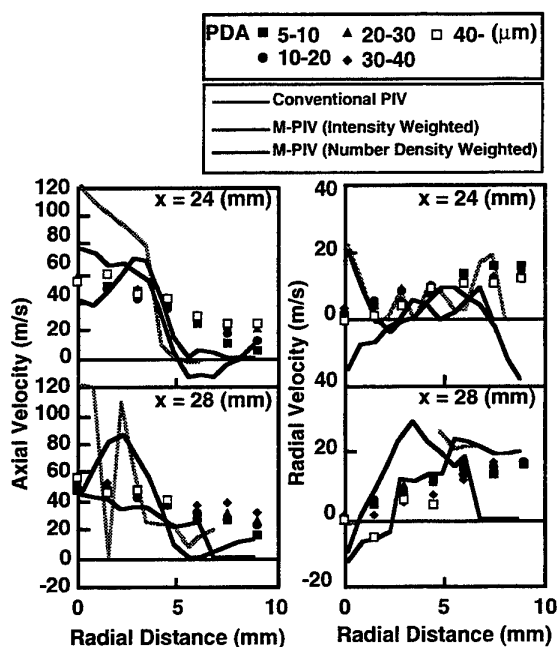 PDA ■ 5-10 ▲ 20-30 □ 40- (μm)
● 10-20 ◆ 30-40
Conventional PIV
M-PIV (Intensity Weighted)
M-PIV (Number Density Weighted)
120
x = 24 (mm)
100
80
60
40
20
0
120
x = 28 (mm)
100
80
60
40
20
0
-20
0
5
10
Axial Velocity (m/s)
Radial Distance (mm)
40
x = 24 (mm)
20
0
40
x = 28 (mm)
20
0
-20
0
5
10
Radial Velocity (m/s)
Radial Distance (mm)